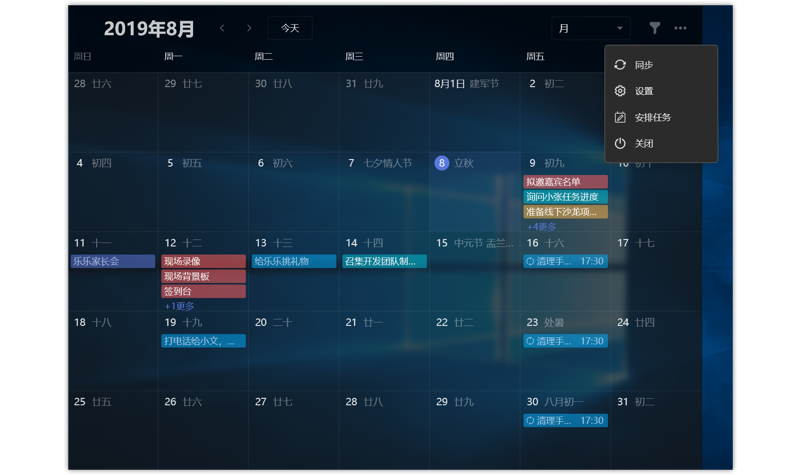 2019年8月
今天
月
周日 周一 周二 周三 周四 周五
同步
设置
安排任务
关闭
28 廿六 29 廿七 30 廿八 31 廿九 8月1日 建军节 2 初二
4 初四 5 初五 6 初六 7 七夕情人节 8 立秋 9 初九
拟邀嘉宾名单
询问小张任务进度
准备线下沙龙项...
+4更多
11 十一 12 十二 13 十三 14 十四 15 中元节 盂兰... 16 十六 17 十七
乐乐家长会 现场录像 给乐乐挑礼物 召集开发团队制... 清理手... 17:30
现场背景板
签到台
+1更多
18 十八 19 十九 20 二十 21 廿一 22 廿二 23 处暑 24 廿四
打电话给小文，... 清理手... 17:30
25 廿五 26 廿六 27 廿七 28 廿八 29 廿九 30 八月初一 31 初二
清理手... 17:30